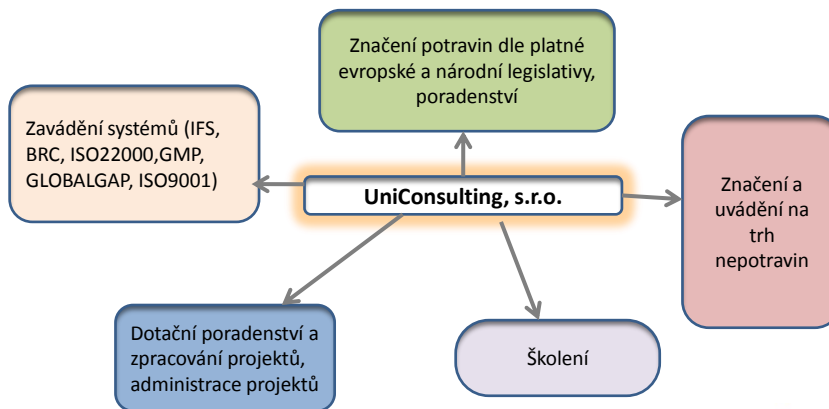 Značení potravin dle platné
evropské a národní legislativy,
poradenství
Zavádění systémů (IFS,
BRC, ISO22000,GMP,
GLOBALGAP, ISO9001)
UniConsulting, s.r.o.
Značení a
uvádění na
trh
nepotravin
Dotační poradenství a
zpracování projektů,
administrace projektů
Školení